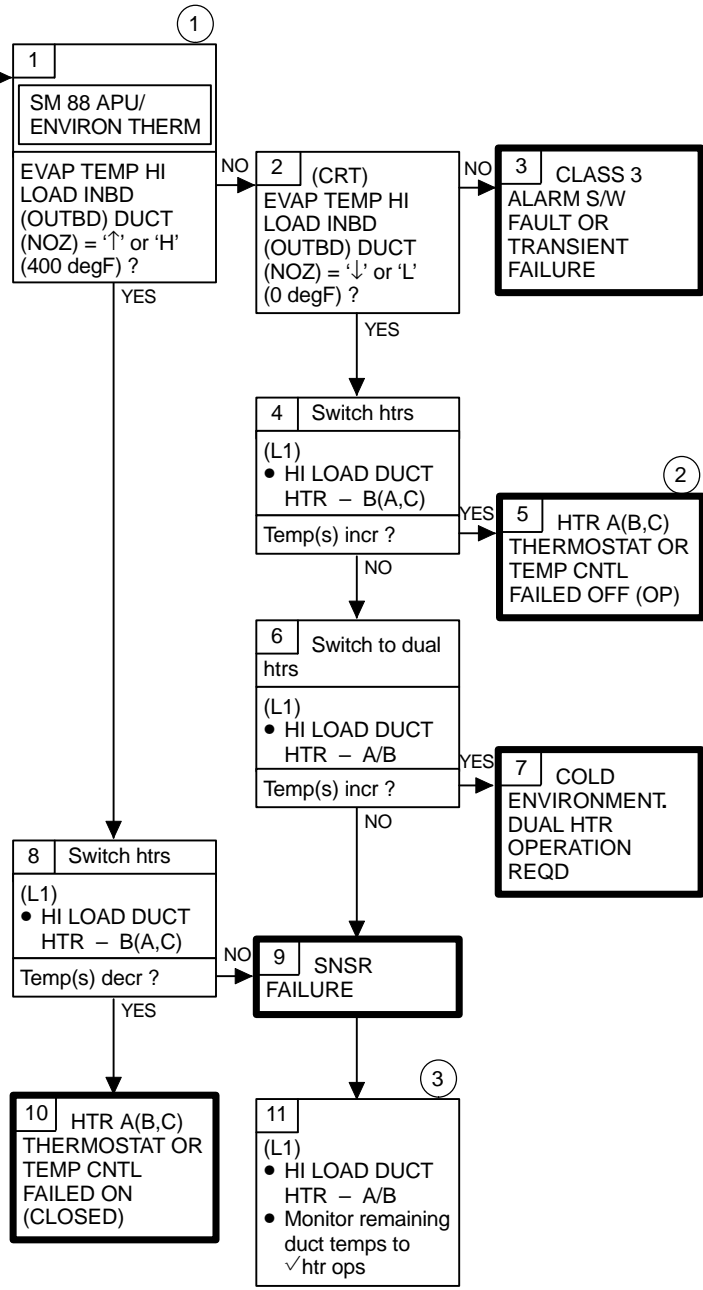 ①
1
SM 88 APU/
ENVIRON THERM
EVAP TEMP HI
LOAD INBD
(OUTBD) DUCT
(NOZ) = ‘↑’ or ‘H’
(400 degF) ?
NO
YES
2 (CRT)
EVAP TEMP HI
LOAD INBD
(OUTBD) DUCT
(NOZ) = ‘↓’ or ‘L’
(0 degF) ?
NO
YES
3 CLASS 3
ALARM S/W
FAULT OR
TRANSIENT
FAILURE
4 Switch htrs
(L1)
• HI LOAD DUCT
HTR – B(A,C)
Temp(s) incr ?
YES
NO
②
5 HTR A(B,C)
THERMOSTAT OR
TEMP CNTL
FAILED OFF (OP)
6 Switch to dual
htrs
(L1)
• HI LOAD DUCT
HTR – A/B
Temp(s) incr ?
YES
NO
7 COLD
ENVIRONMENT.
DUAL HTR
OPERATION
REQD
8 Switch htrs
(L1)
• HI LOAD DUCT
HTR – B(A,C)
Temp(s) decr ?
NO
YES
9 SNSR
FAILURE
10 HTR A(B,C)
THERMOSTAT OR
TEMP CNTL
FAILED ON
(CLOSED)
③
11
(L1)
• HI LOAD DUCT
HTR – A/B
• Monitor remaining
duct temps to
✓htr ops